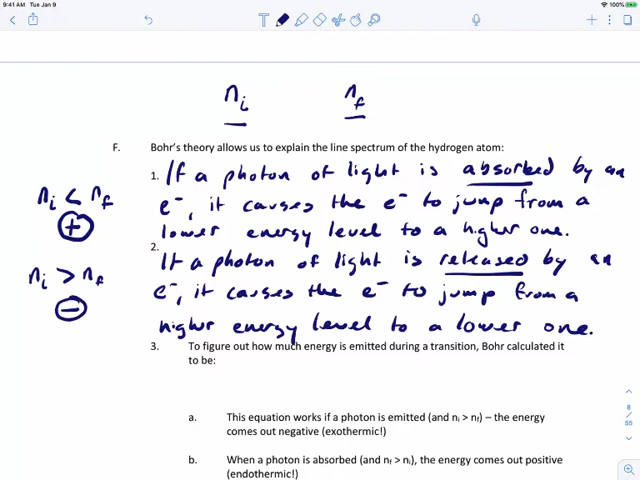 9:41 AM Tue Jan 9
100%
nᵢ n_f
F. Bohr's theory allows us to explain the line spectrum of the hydrogen atom:
1. If a photon of light is absorbed by an
e⁻, it causes the e⁻ to jump from a
lower energy level to a higher one.
nᵢ < n_f
+
2.
If a photon of light is released by an
e⁻, it causes the e⁻ to jump from a
higher energy level to a lower one.
nᵢ > n_f
−
3. To figure out how much energy is emitted during a transition, Bohr calculated it
to be:
a. This equation works if a photon is emitted (and nᵢ > n_f) – the energy
comes out negative (exothermic!)
b. When a photon is absorbed (and n_f > nᵢ), the energy comes out positive
(endothermic!)
8
/
55